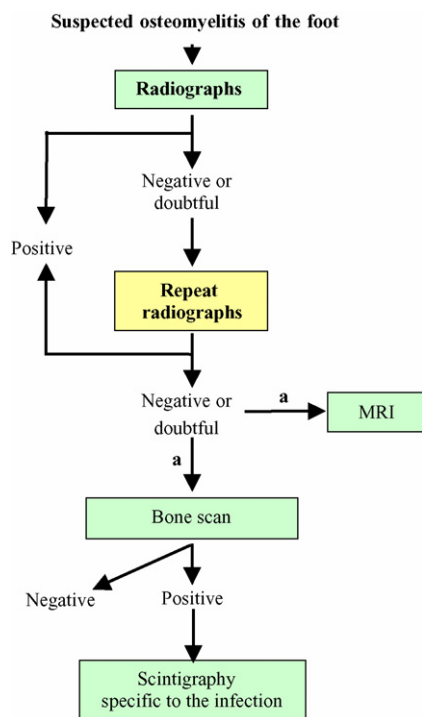 Suspected osteomyelitis of the foot
Radiographs
Negative or
doubtful
Positive
Repeat
radiographs
Negative or
doubtful
a
MRI
a
Bone scan
Negative
Positive
Scintigraphy
specific to the infection